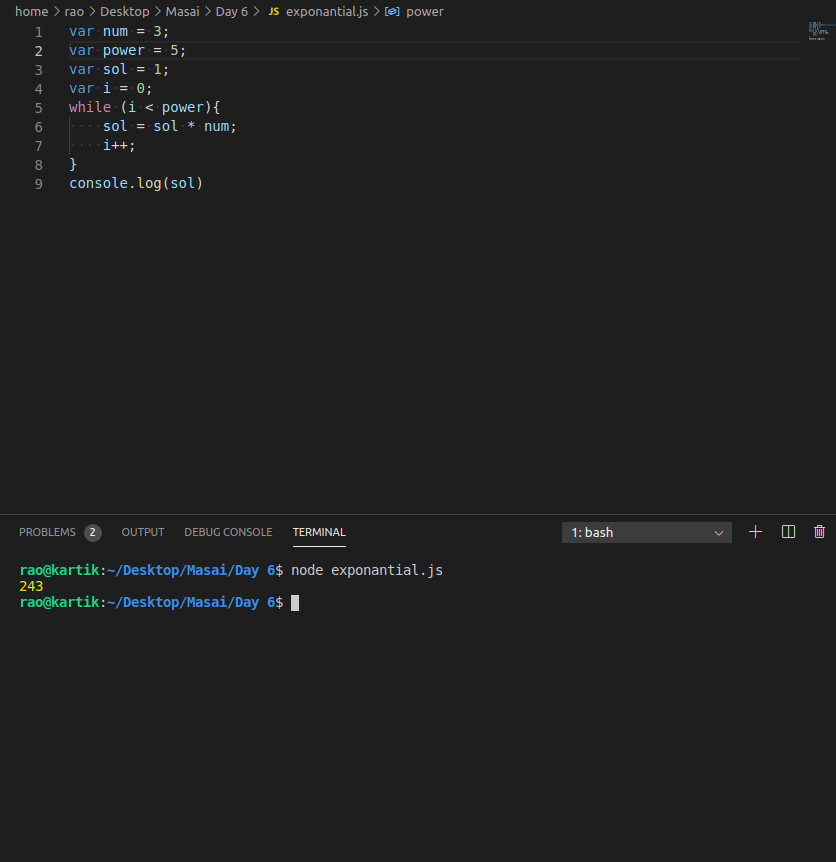 home > rao > Desktop > Masai > Day 6 > JS exponantial.js > power
1 var num = 3;
2 var power = 5;
3 var sol = 1;
4 var i = 0;
5 while (i < power){
6     sol = sol * num;
7     i++;
8 }
9 console.log(sol)
PROBLEMS 2 OUTPUT DEBUG CONSOLE TERMINAL 1: bash
rao@kartik:~/Desktop/Masai/Day 6$ node exponantial.js
243
rao@kartik:~/Desktop/Masai/Day 6$